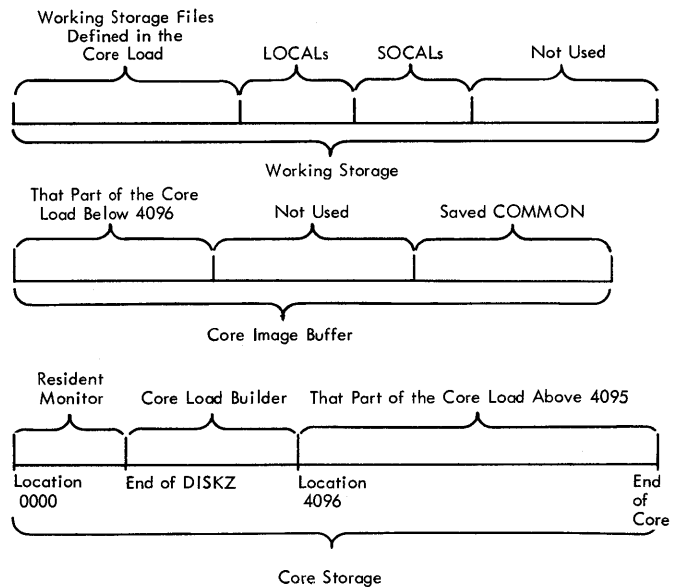 Working Storage Files
Defined in the
Core Load
LOCALs
SOCALs
Not Used
Working Storage
That Part of the Core
Load Below 4096
Not Used
Saved COMMON
Core Image Buffer
Resident
Monitor
Core Load Builder
That Part of the Core Load Above 4095
Location
0000
End of DISKZ
Location
4096
End
of
Core
Core Storage